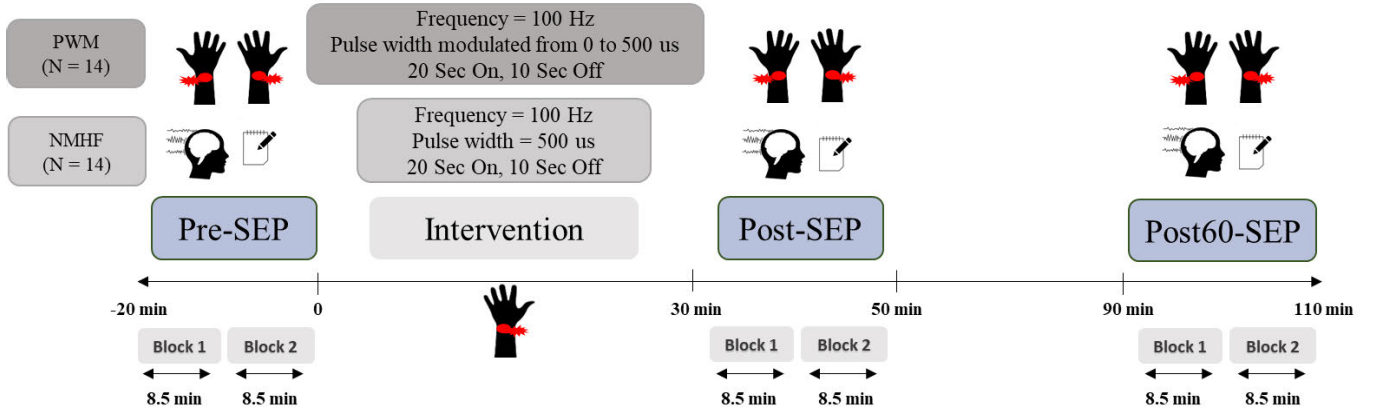 PWM
(N = 14)
Frequency = 100 Hz
Pulse width modulated from 0 to 500 us
20 Sec On, 10 Sec Off
NMHF
(N = 14)
Frequency = 100 Hz
Pulse width = 500 us
20 Sec On, 10 Sec Off
Pre-SEP
Intervention
Post-SEP
Post60-SEP
-20 min
0
30 min
50 min
90 min
110 min
Block 1
Block 2
Block 1
Block 2
Block 1
Block 2
8.5 min
8.5 min
8.5 min
8.5 min
8.5 min
8.5 min